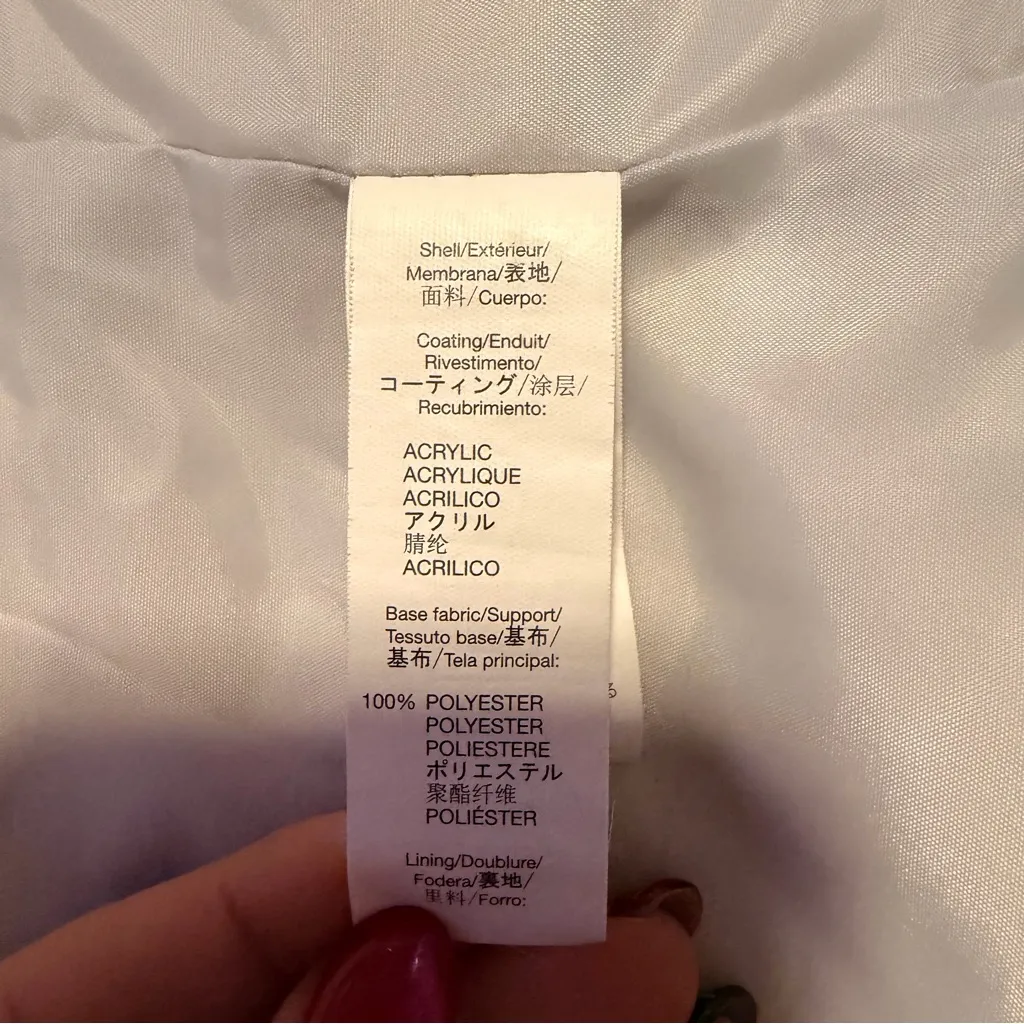 Shell/Extérieur/
Membrana/表地/
面料/Cuerpo:
Coating/Enduit/
Rivestimento/
コーティング/涂层/
Recubrimiento:
ACRYLIC
ACRYLIQUE
ACRILICO
アクリル
腈纶
ACRILICO
Base fabric/Support/
Tessuto base/基布/
基布/Tela principal:
100% POLYESTER
POLYESTER
POLIESTERE
ポリエステル
聚酯纤维
POLIÉSTER
Lining/Doublure/
Fodera/裏地/
里料/Forro:
る